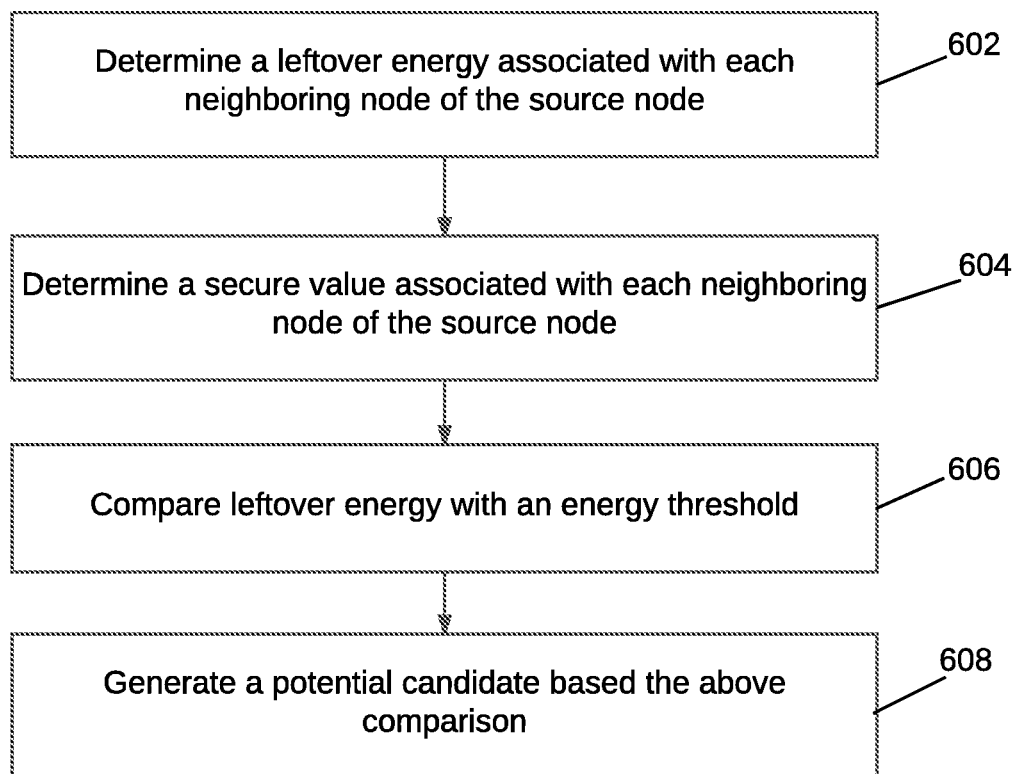 Determine a leftover energy associated with each
neighboring node of the source node
602
Determine a secure value associated with each neighboring
node of the source node
604
Compare leftover energy with an energy threshold
606
Generate a potential candidate based the above
comparison
608